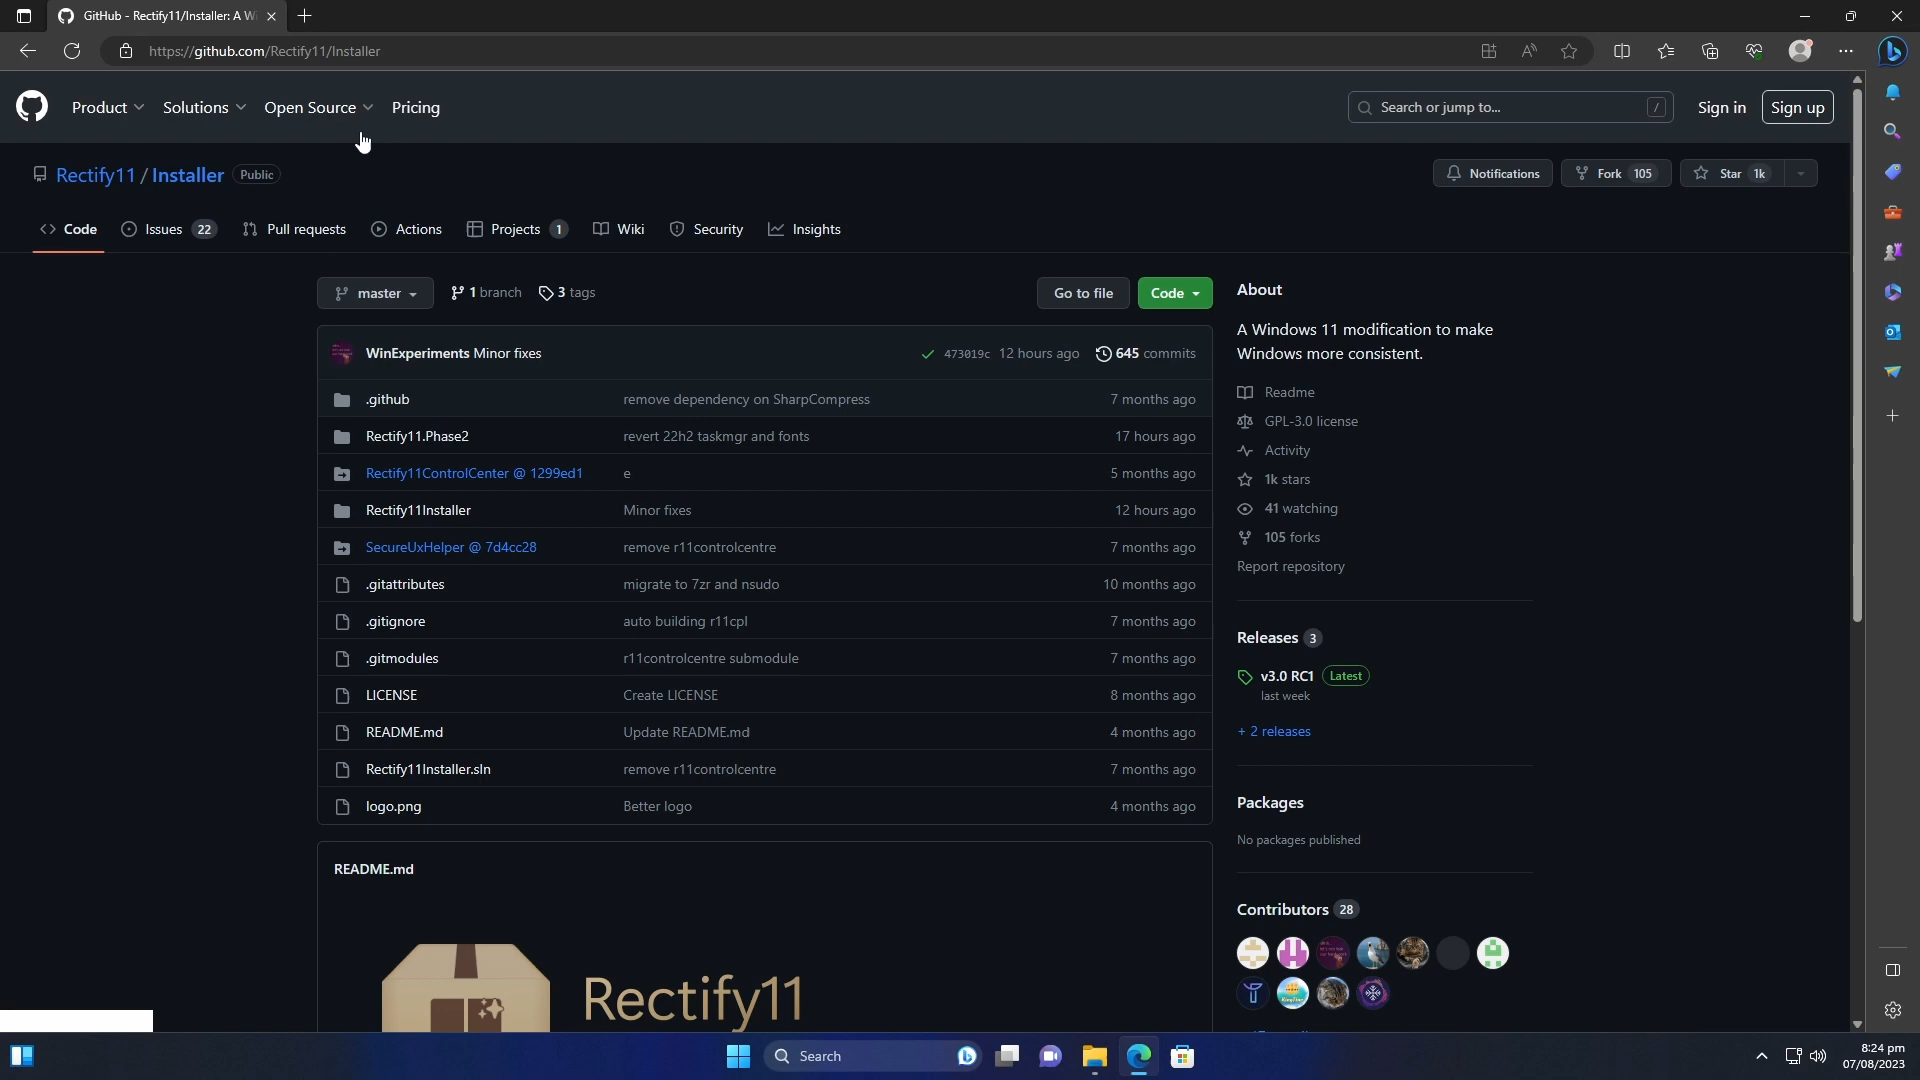 GitHub - Rectify11/Installer: A Wi
https://github.com/Rectify11/Installer
Product Solutions Open Source Pricing
Search or jump to... /
Sign in Sign up
Rectify11 / Installer Public
Notifications Fork 105 Star 1k
Code Issues 22 Pull requests Actions Projects 1 Wiki Security Insights
master 1 branch 3 tags Go to file Code
WinExperiments Minor fixes 473019c 12 hours ago 645 commits
.github remove dependency on SharpCompress 7 months ago
Rectify11.Phase2 revert 22h2 taskmgr and fonts 17 hours ago
Rectify11ControlCenter @ 1299ed1 e 5 months ago
Rectify11Installer Minor fixes 12 hours ago
SecureUxHelper @ 7d4cc28 remove r11controlcentre 7 months ago
.gitattributes migrate to 7zr and nsudo 10 months ago
.gitignore auto building r11cpl 7 months ago
.gitmodules r11controlcentre submodule 7 months ago
LICENSE Create LICENSE 8 months ago
README.md Update README.md 4 months ago
Rectify11Installer.sln remove r11controlcentre 7 months ago
logo.png Better logo 4 months ago
README.md
Rectify11
About
A Windows 11 modification to make
Windows more consistent.
Readme
GPL-3.0 license
Activity
1k stars
41 watching
105 forks
Report repository
Releases 3
v3.0 RC1 Latest
last week
+ 2 releases
Packages
No packages published
Contributors 28
Search
8:24 pm
07/08/2023